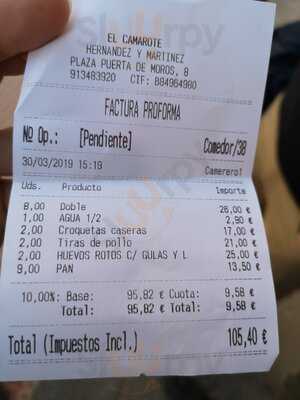 EL CAMAROTE
HERNANDEZ Y MARTINEZ
PLAZA PUERTA DE MOROS, 8
913483920 CIF: B84964980
FACTURA PROFORMA
Nº Op.: [Pendiente] Comedor/38
30/03/2019 15:19 Camarero1
Uds. Producto Importe
8,00 Doble 26,00 €
1,00 AGUA 1/2 2,90 €
2,00 Croquetas caseras 17,00 €
2,00 Tiras de pollo 21,00 €
2,00 HUEVOS ROTOS C/ GULAS Y L 25,00 €
9,00 PAN 13,50 €
10,00%: Base: 95,82 € Cuota: 9,58 €
Total: 95,82 € Total: 9,58 €
Total (Impuestos Incl.) 105,40 €